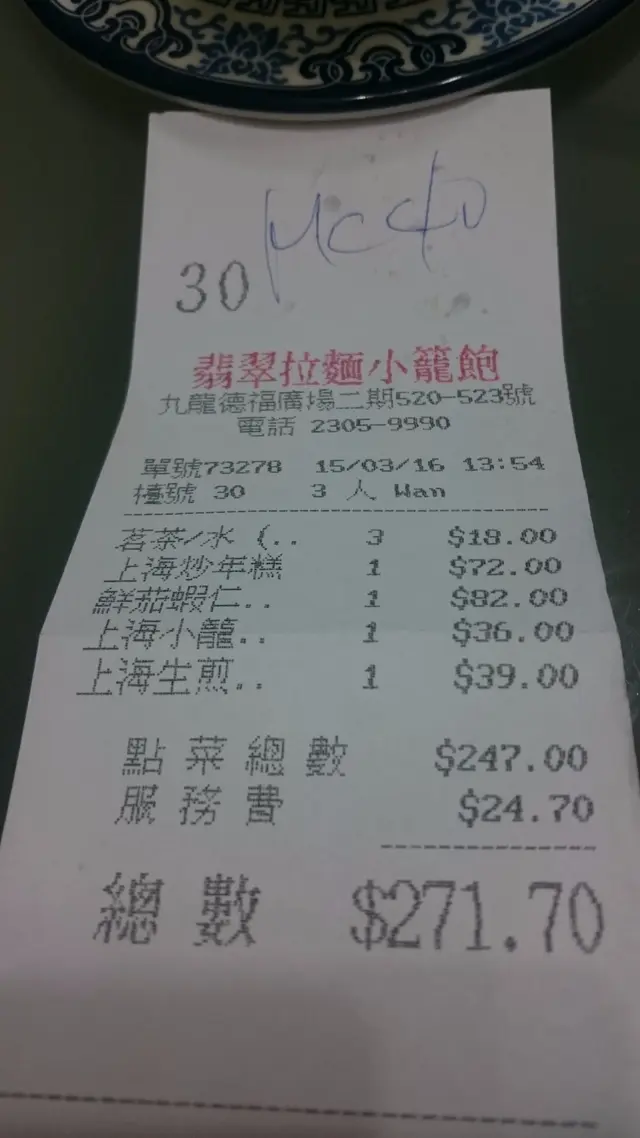 30
翡翠拉麵小籠飽
九龍德福廣場二期520-523號
電話 2305-9990
單號73278 15/03/16 13:54
檯號 30 3 人 Wan
茗茶/水 (.. 3 $18.00
上海炒年糕 1 $72.00
鮮茄蝦仁.. 1 $82.00
上海小籠.. 1 $36.00
上海生煎.. 1 $39.00
點菜總數 $247.00
服務費 $24.70
總數 $271.70